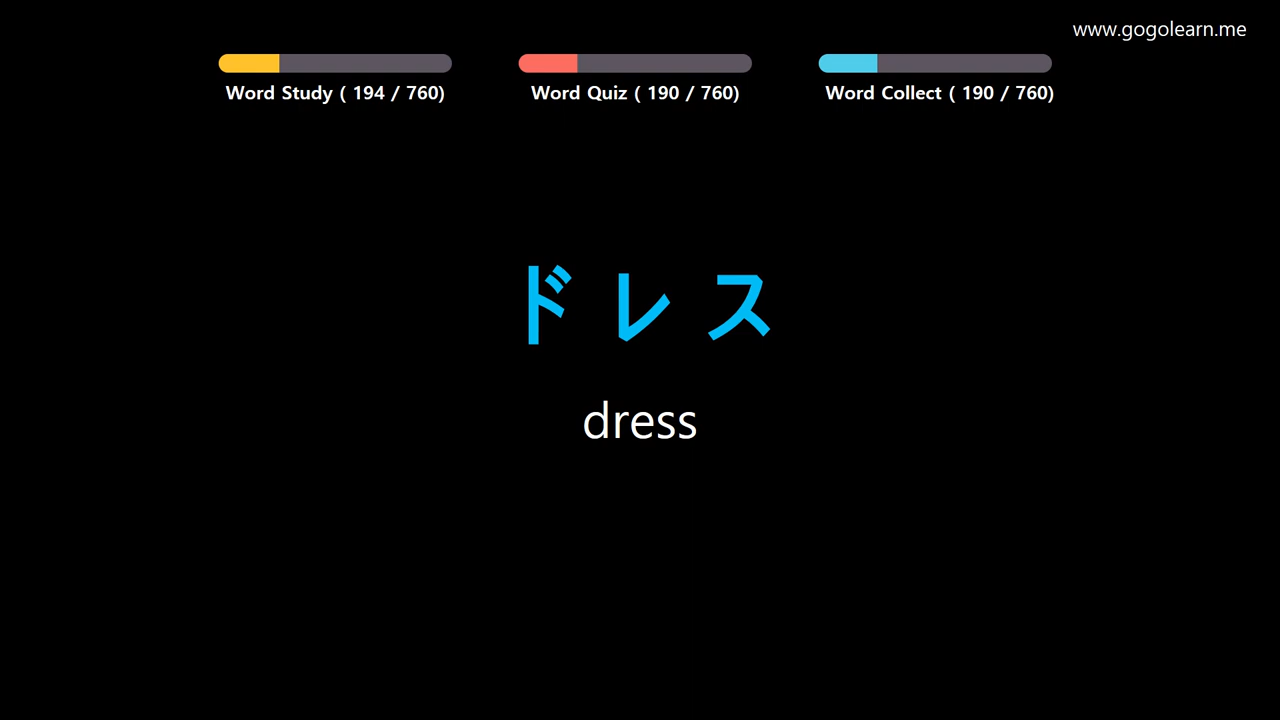 www.gogolearn.me
Word Study ( 194 / 760)
Word Quiz ( 190 / 760)
Word Collect ( 190 / 760)
ドレス
dress